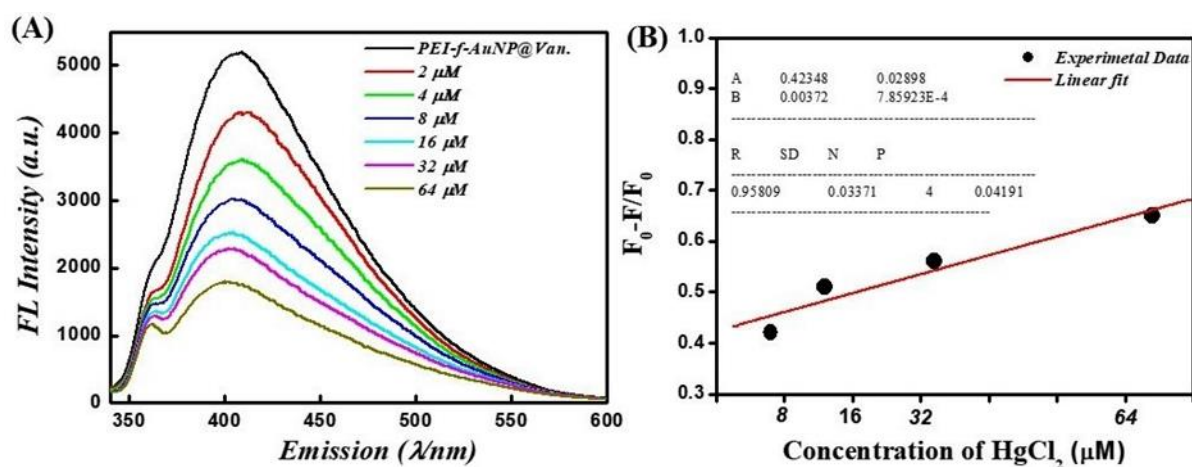 (A)
FL Intensity (a.u.)
5000
4000
3000
2000
1000
0
PEI-f-AuNP@Van.
2 μM
4 μM
8 μM
16 μM
32 μM
64 μM
350 400 450 500 550 600
Emission (λ/nm)
(B)
F0-F/F0
1.0
0.9
0.8
0.7
0.6
0.5
0.4
0.3
Experimetal Data
Linear fit
A 0.42348 0.02898
B 0.00372 7.85923E-4
R SD N P
0.95809 0.03371 4 0.04191
8 16 32 64
Concentration of HgCl2 (μM)